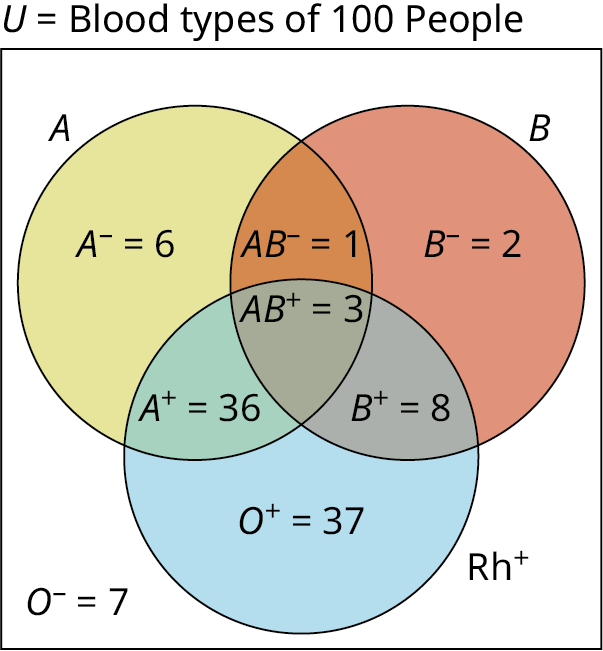 U = Blood types of 100 People
A
B
A⁻ = 6
AB⁻ = 1
B⁻ = 2
AB⁺ = 3
A⁺ = 36
B⁺ = 8
O⁺ = 37
Rh⁺
O⁻ = 7